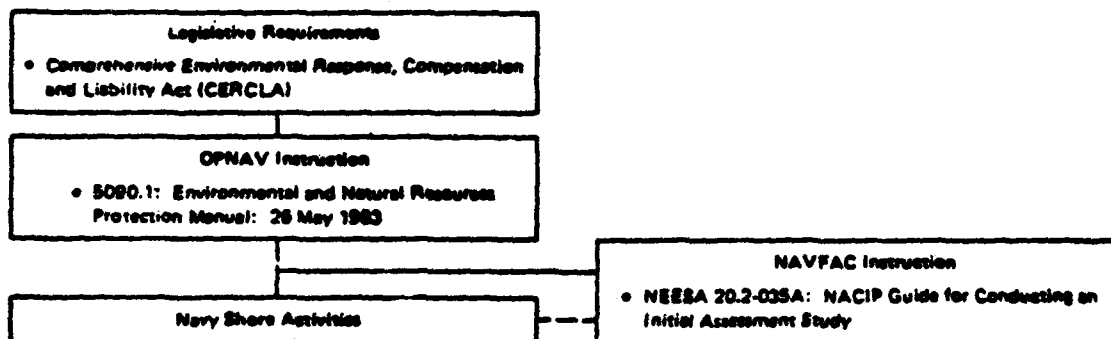 Legislative Requirements
• Comprehensive Environmental Response, Compensation
and Liability Act (CERCLA)
OPNAV Instruction
• 5090.1: Environmental and Natural Resources
Protection Manual: 26 May 1983
NAVFAC Instruction
• NEESA 20.2-035A: NACIP Guide for Conducting an
Initial Assessment Study
Navy Shore Activities